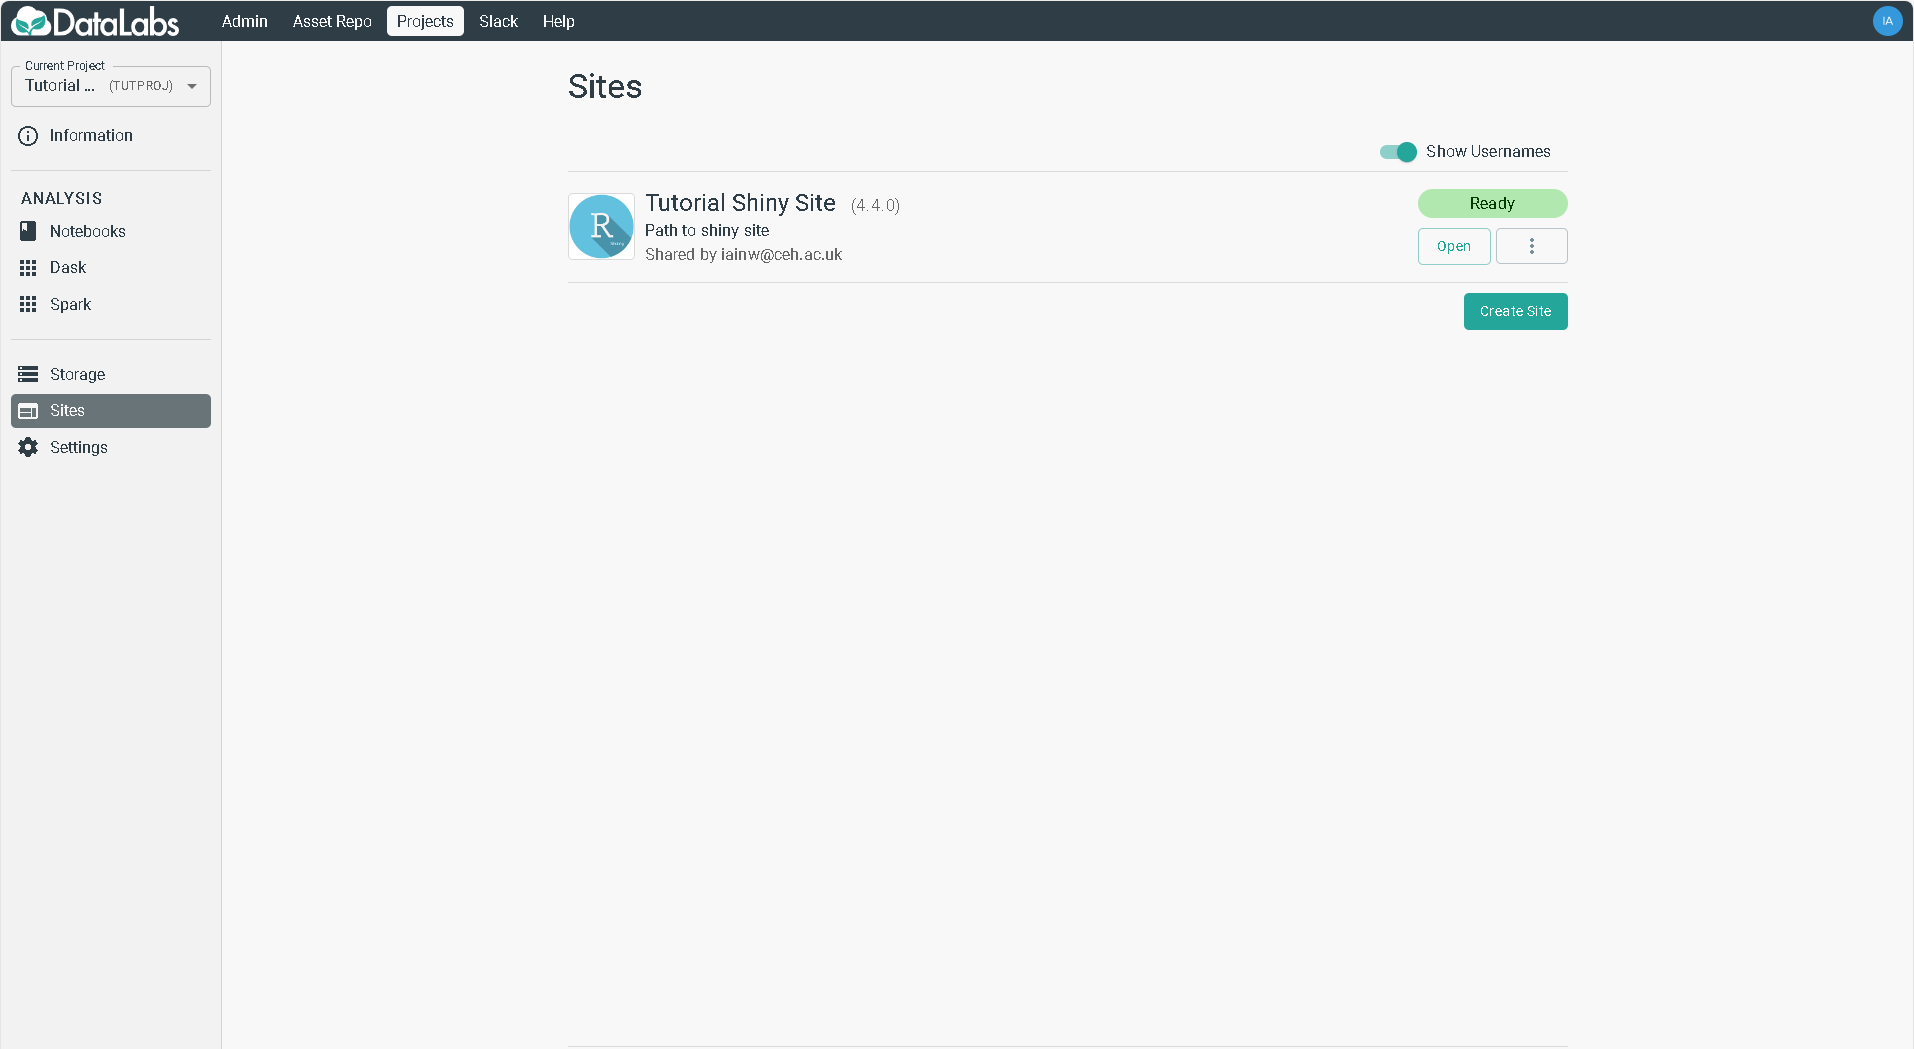 DataLabs
Admin
Asset Repo
Projects
Slack
Help
IA
Current Project
Tutorial ... (TUTPROJ)
Information
ANALYSIS
Notebooks
Dask
Spark
Storage
Sites
Settings
Sites
Show Usernames
R
Tutorial Shiny Site (4.4.0)
Path to shiny site
Shared by iainw@ceh.ac.uk
Ready
Open
Create Site